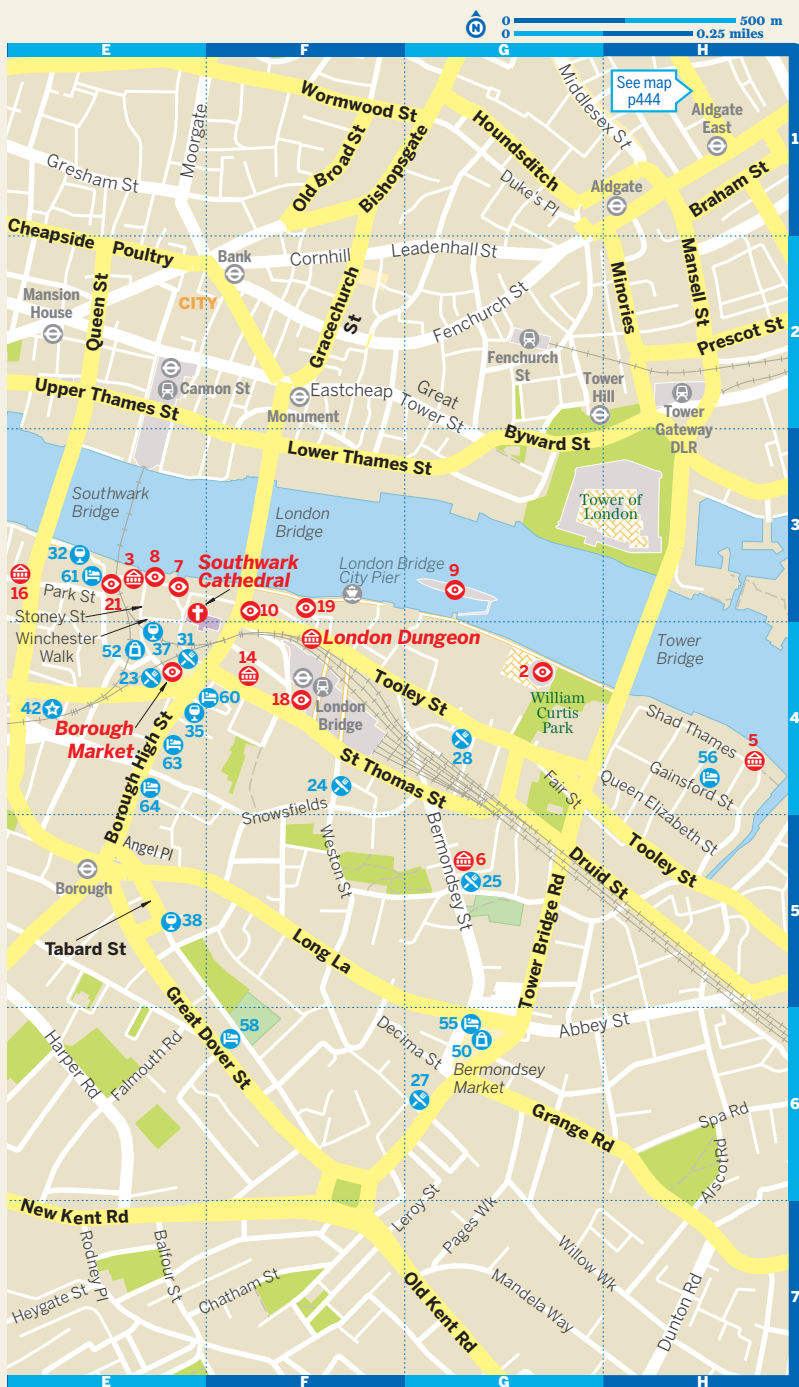 N
0 500 m
0 0.25 miles
E F G H
See map
p444
Aldgate
East
1
Wormwood St
Moorgate
Middlesex St
Houndsditch
Old Broad St
Bishopsgate
Gresham St
Duke's Pl
Aldgate
Braham St
Cheapside
Poultry
Bank
Cornhill
Leadenhall St
Minories
Mansell St
Mansion
House
CITY
Queen St
Gracechurch
St
Fenchurch St
2
Prescot St
Fenchurch
St
Cannon St
Upper Thames St
Eastcheap
Monument
Great
Tower St
Tower
Hill
Tower
Gateway
DLR
Byward St
Lower Thames St
Southwark
Bridge
London
Bridge
Tower of
London
3
London Bridge
City Pier
32
61
3
8
7
Southwark
Cathedral
9
16
Park St
21
10
19
Stoney St
Winchester
Walk
52
37
31
London Dungeon
Tower
Bridge
23
14
2
Tooley St
William
Curtis
Park
42
60
18
London
Bridge
35
Borough
Market
Borough High St
63
28
Shad Thames
5
4
56
Gainsford St
St Thomas St
64
24
Fair St
Queen Elizabeth St
Snowsfields
Angel Pl
Weston St
Bermondsey St
6
25
Borough
Druid St
Tooley St
5
38
Tabard St
Tower Bridge Rd
Long La
Great Dover St
58
55
50
Abbey St
Decima St
Harper Rd
Falmouth Rd
Bermondsey
Market
27
6
Grange Rd
Spa Rd
Alscot Rd
New Kent Rd
Leroy St
Pages Wk
Rodney Pl
Balfour St
Willow Wk
Heygate St
Chatham St
Old Kent Rd
Mandela Way
Dunton Rd
7
E F G H